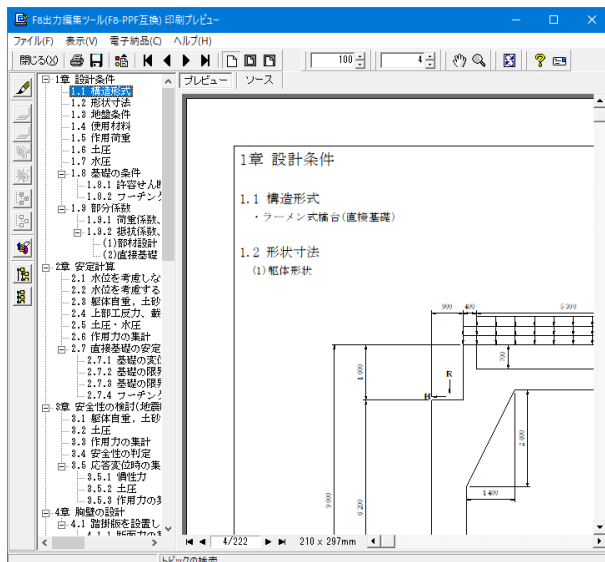 F8出力編集ツール(F8-PPF互換) 印刷プレビュー
ファイル(F) 表示(V) 電子納品(C) ヘルプ(H)
閉じる(X) 100 4
プレビュー ソース
1章 設計条件
1.1 構造形式
1.2 形状寸法
1.3 地盤条件
1.4 使用材料
1.5 作用荷重
1.6 土圧
1.7 水圧
1.8 基礎の条件
1.8.1 許容せん断
1.8.2 フーチング
1.9 部分係数
1.9.1 荷重係数、
1.9.2 抵抗係数、
(1)部材設計
(2)直接基礎
2章 安定計算
2.1 水位を考慮しな
2.2 水位を考慮する
2.3 躯体自重，土砂
2.4 上部工反力、載
2.5 土圧・水圧
2.6 作用力の集計
2.7 直接基礎の安定
2.7.1 基礎の変位
2.7.2 基礎の限界
2.7.3 基礎の限界
2.7.4 フーチング
3章 安全性の検討(地震時
3.1 躯体自重，土砂
3.2 土圧
3.3 作用力の集計
3.4 安全性の判定
3.5 応答変位時の集
3.5.1 慣性力
3.5.2 土圧
3.5.3 作用力の集
4章 胸壁の設計
4.1 踏掛版を設置し
4.1.1 断面力の
1章 設計条件
1.1 構造形式
・ラーメン式橋台(直接基礎)
1.2 形状寸法
(1)躯体形状
900 400
700
1800
R
H
2800
1400
9000
6200
4/222 210 x 297mm
トピックの検索